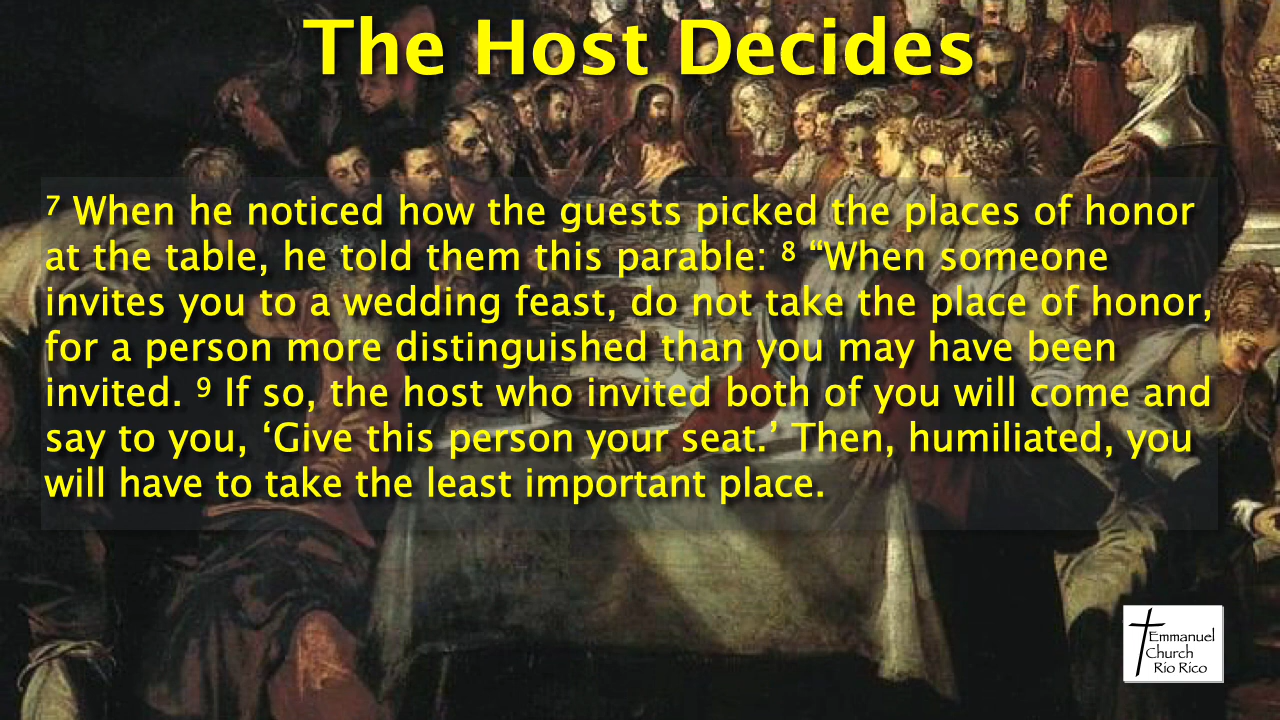 The Host Decides
⁷ When he noticed how the guests picked the places of honor
at the table, he told them this parable: ⁸ “When someone
invites you to a wedding feast, do not take the place of honor,
for a person more distinguished than you may have been
invited. ⁹ If so, the host who invited both of you will come and
say to you, ‘Give this person your seat.’ Then, humiliated, you
will have to take the least important place.
Emmanuel
Church
Rio Rico